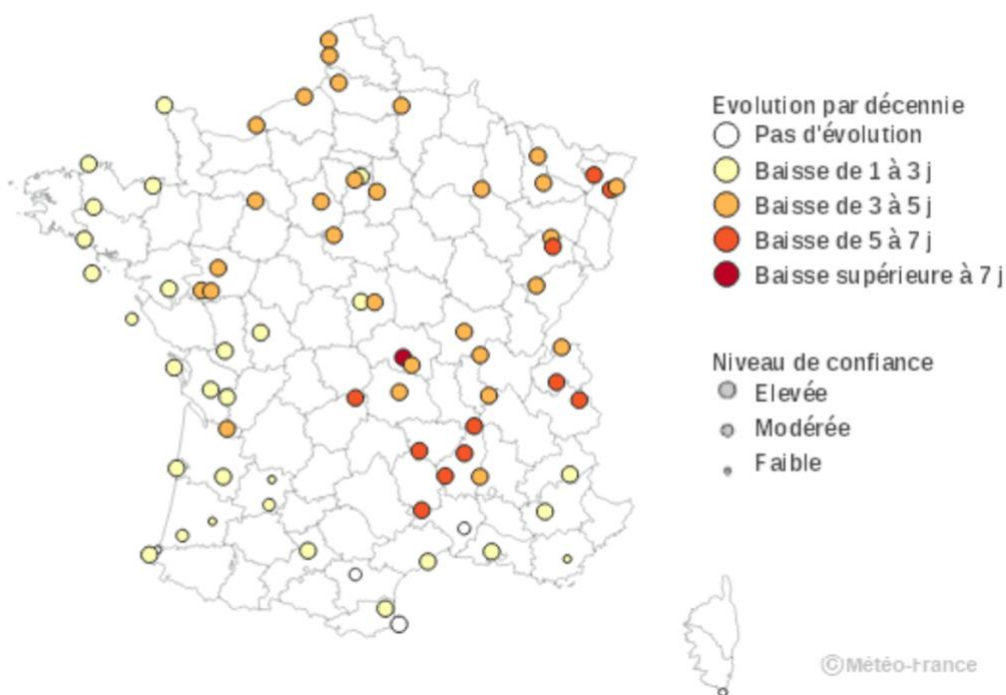 Evolution par décennie
Pas d'évolution
Baisse de 1 à 3 j
Baisse de 3 à 5 j
Baisse de 5 à 7 j
Baisse supérieure à 7 j
Niveau de confiance
Elevée
Modérée
Faible
©Météo-France